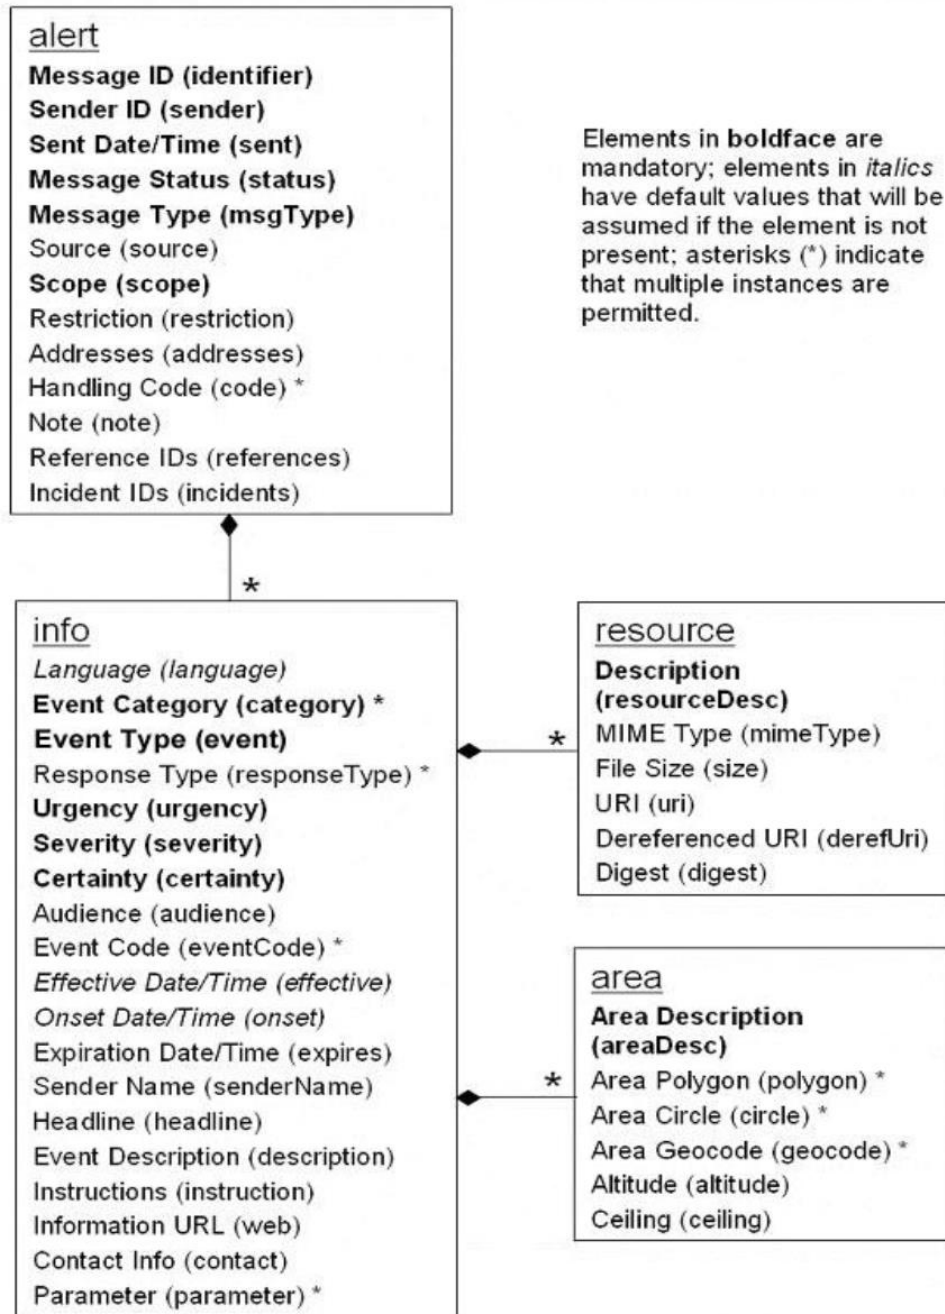 alert
Message ID (identifier)
Sender ID (sender)
Sent Date/Time (sent)
Message Status (status)
Message Type (msgType)
Source (source)
Scope (scope)
Restriction (restriction)
Addresses (addresses)
Handling Code (code) *
Note (note)
Reference IDs (references)
Incident IDs (incidents)
Elements in boldface are
mandatory; elements in italics
have default values that will be
assumed if the element is not
present; asterisks (*) indicate
that multiple instances are
permitted.
*
info
Language (language)
Event Category (category) *
Event Type (event)
Response Type (responseType) *
Urgency (urgency)
Severity (severity)
Certainty (certainty)
Audience (audience)
Event Code (eventCode) *
Effective Date/Time (effective)
Onset Date/Time (onset)
Expiration Date/Time (expires)
Sender Name (senderName)
Headline (headline)
Event Description (description)
Instructions (instruction)
Information URL (web)
Contact Info (contact)
Parameter (parameter) *
*
resource
Description
(resourceDesc)
MIME Type (mimeType)
File Size (size)
URI (uri)
Dereferenced URI (derefUri)
Digest (digest)
*
area
Area Description
(areaDesc)
Area Polygon (polygon) *
Area Circle (circle) *
Area Geocode (geocode) *
Altitude (altitude)
Ceiling (ceiling)